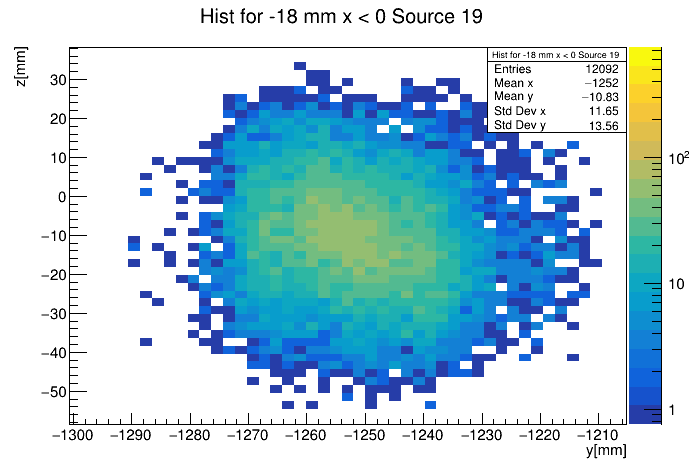 Hist for -18 mm x < 0 Source 19
z[mm]
Hist for -18 mm x < 0 Source 19
Entries 12092
Mean x −1252
Mean y −10.83
Std Dev x 11.65
Std Dev y 13.56
30
20
10
0
−10
−20
−30
−40
−50
10²
10
1
−1300 −1290 −1280 −1270 −1260 −1250 −1240 −1230 −1220 −1210
y[mm]